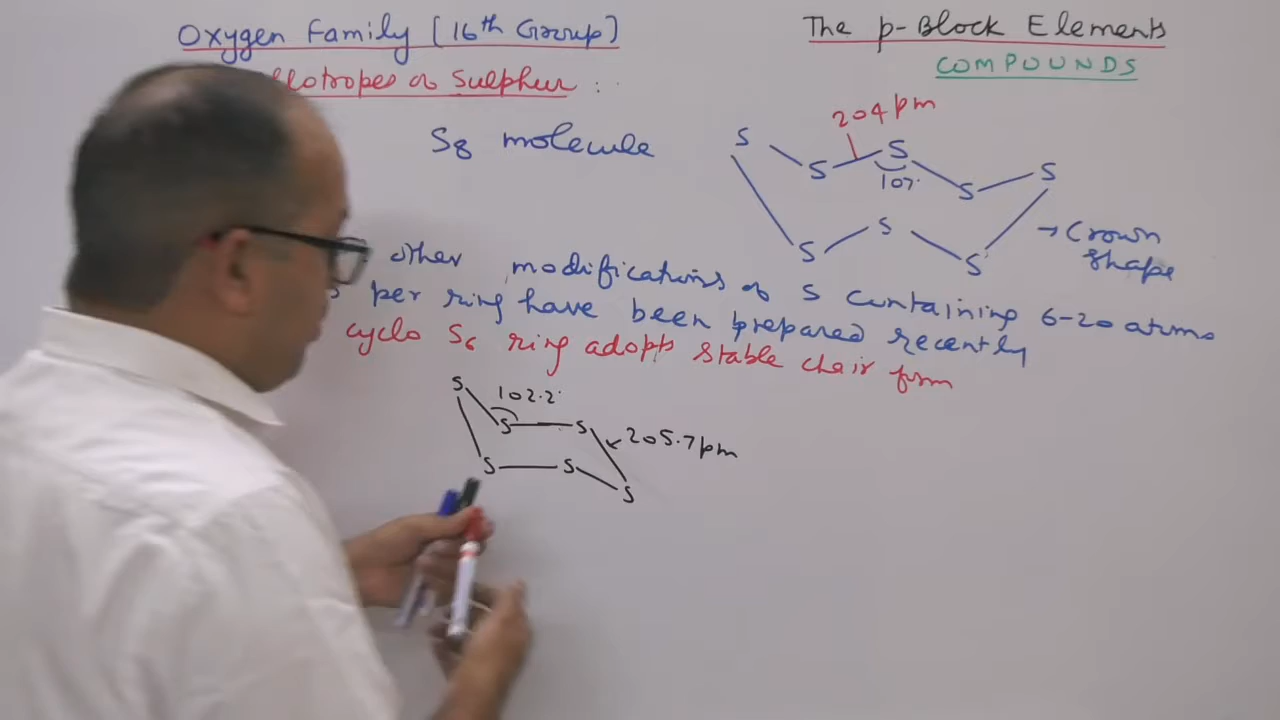 Oxygen Family [16th Group]
The p-Block Elements
COMPOUNDS
llotropes of Sulphur :
S8 molecule
204 pm
S S S S S
107°
S S S
→ Crown
shape
other modifications of S containing 6-20 atoms
per ring have been prepared recently
cyclo S6 ring adopts stable chair form
S 102.2°
S S 205.7 pm
S S S